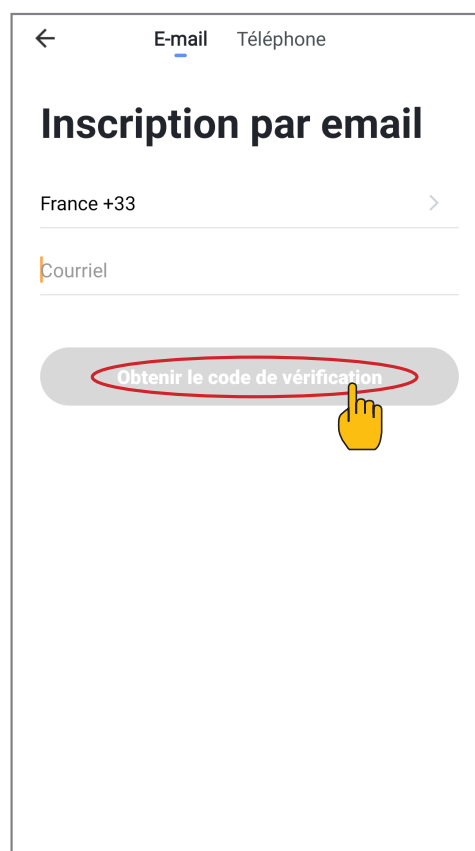 E-mail Téléphone
Inscription par email
France +33
Courriel
Obtenir le code de vérification